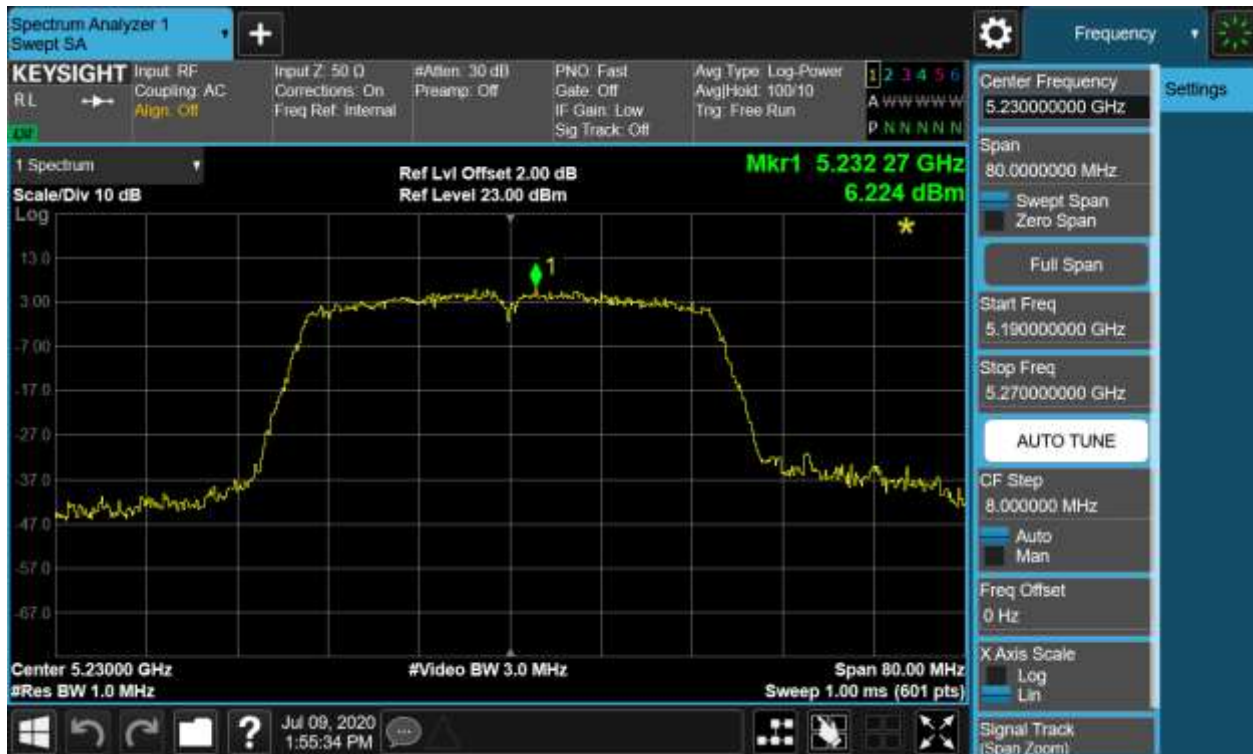 Spectrum Analyzer 1
Swept SA
+
Frequency
KEYSIGHT
RL
Input: RF
Coupling: AC
Align: Off
Input Z: 50 Ω
Corrections: On
Freq Ref: Internal
#Atten: 30 dB
Preamp: Off
PNO: Fast
Gate: Off
IF Gain: Low
Sig Track: Off
Avg Type: Log-Power
Avg|Hold: 100/10
Trig: Free Run
1 2 3 4 5 6
A W W W W W
P N N N N N
1 Spectrum
Scale/Div 10 dB
Log
Ref Lvl Offset 2.00 dB
Ref Level 23.00 dBm
Mkr1 5.232 27 GHz
6.224 dBm
1
13.0
3.00
-7.00
-17.0
-27.0
-37.0
-47.0
-57.0
-67.0
Center 5.23000 GHz
#Res BW 1.0 MHz
#Video BW 3.0 MHz
Span 80.00 MHz
Sweep 1.00 ms (601 pts)
Center Frequency
5.230000000 GHz
Settings
Span
80.0000000 MHz
Swept Span
Zero Span
Full Span
Start Freq
5.190000000 GHz
Stop Freq
5.270000000 GHz
AUTO TUNE
CF Step
8.000000 MHz
Auto
Man
Freq Offset
0 Hz
X Axis Scale
Log
Lin
Signal Track
(Span Zoom)
?
Jul 09, 2020
1:55:34 PM